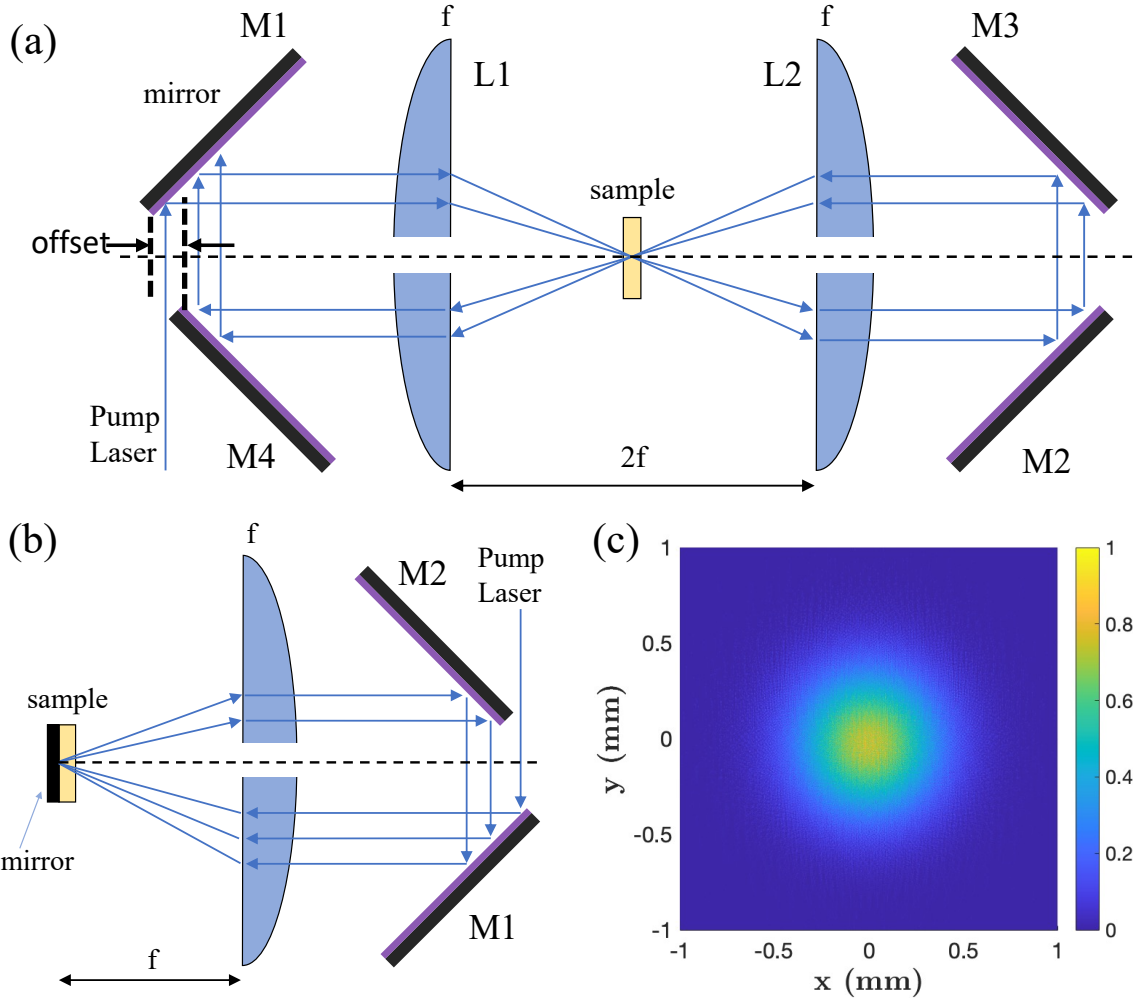 (a)
M1
f
f
M3
L1
L2
mirror
sample
offset
Pump
Laser
M4
2f
M2
(b)
f
M2
Pump
Laser
sample
mirror
M1
f
(c)
1
0.5
0
-0.5
-1
-1
-0.5
0
0.5
1
y (mm)
x (mm)
1
0.8
0.6
0.4
0.2
0